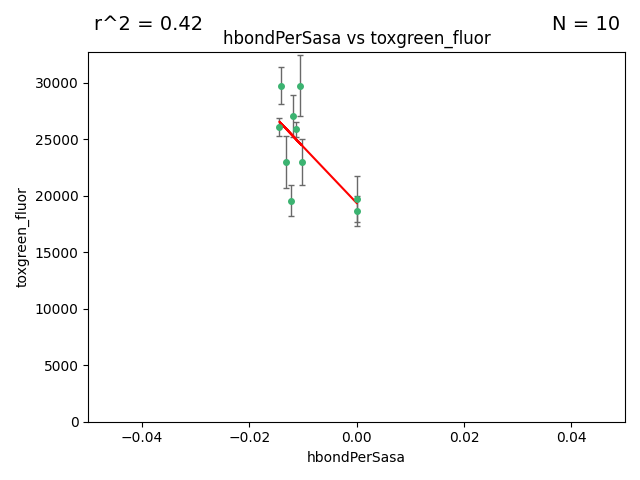 r^2 = 0.42
N = 10
hbondPerSasa vs toxgreen_fluor
30000
25000
20000
15000
10000
5000
0
toxgreen_fluor
−0.04
−0.02
0.00
0.02
0.04
hbondPerSasa